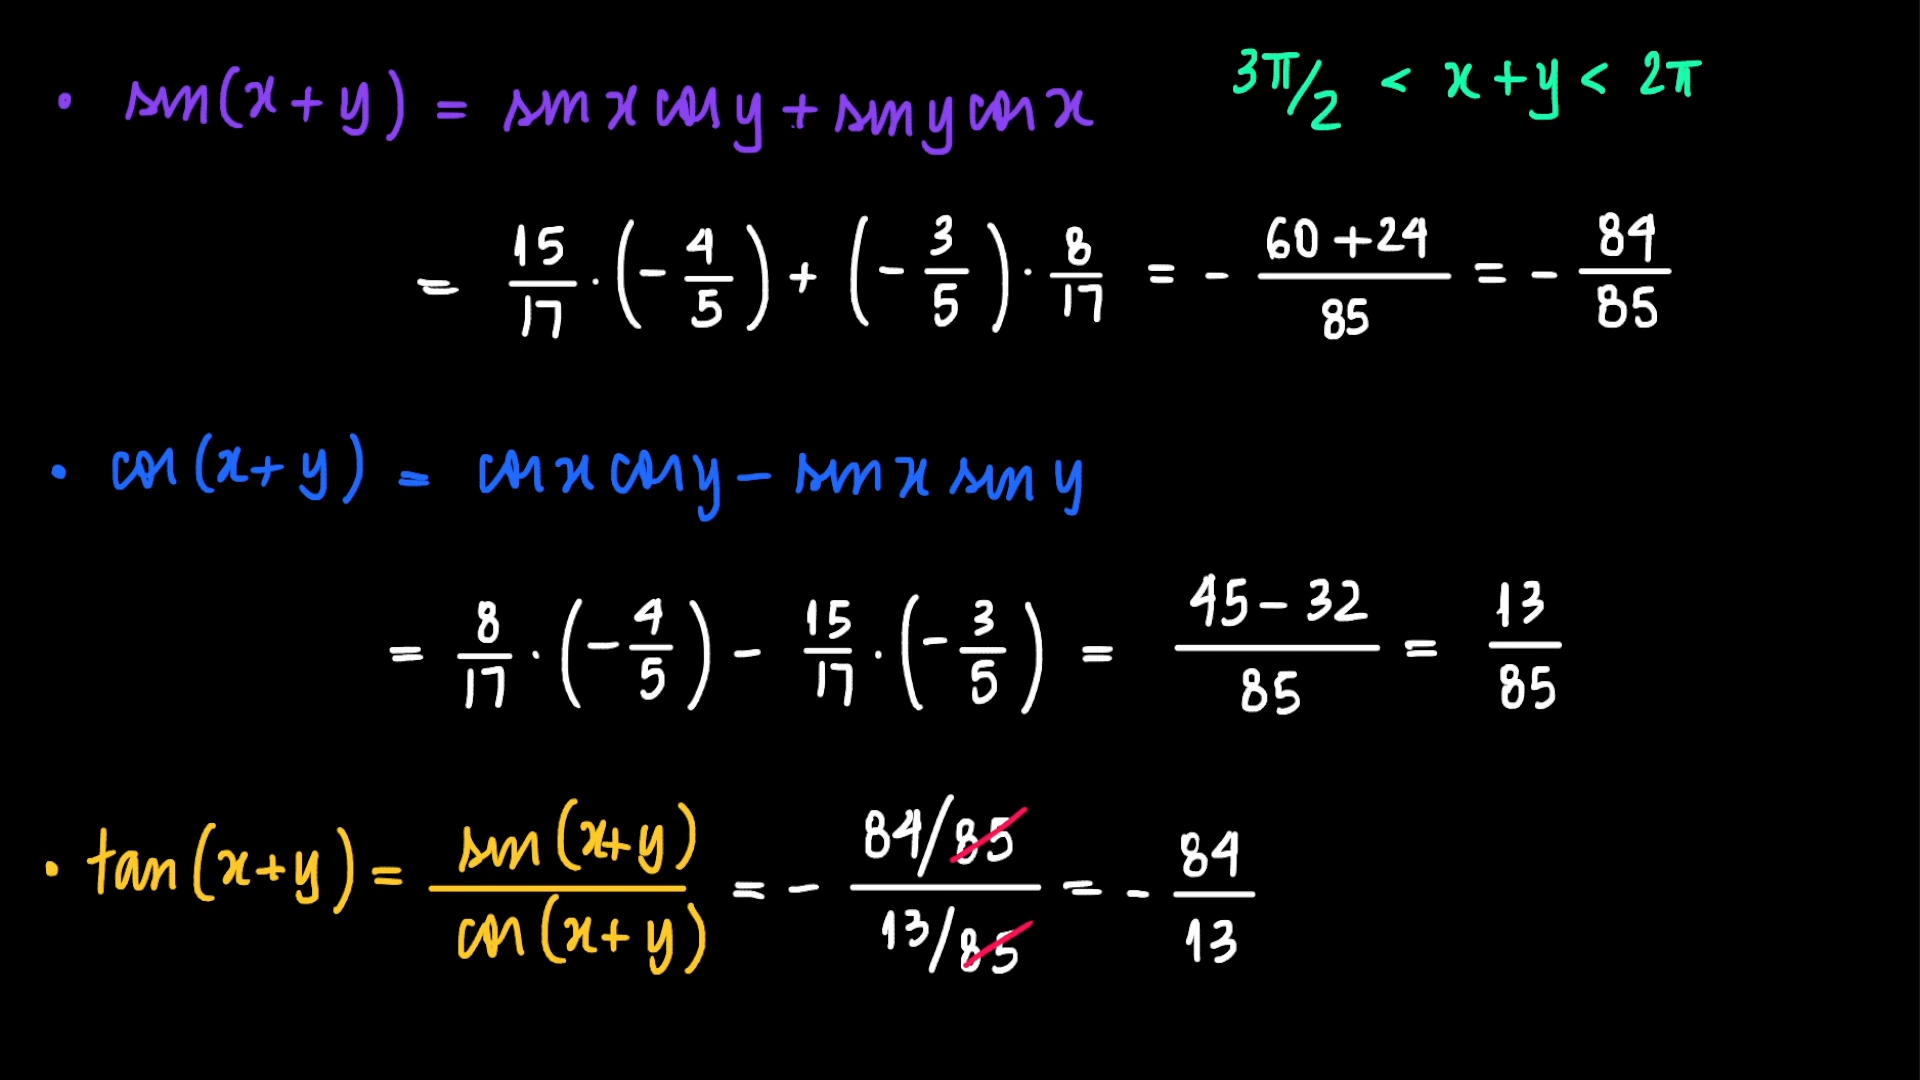 • sin(x+y) = sin x cos y + sin y cos x 3π/2 < x+y < 2π
= 15/17 · (-4/5) + (-3/5) · 8/17 = - (60+24)/85 = - 84/85
• cos(x+y) = cos x cos y - sin x sin y
= 8/17 · (-4/5) - 15/17 · (-3/5) = (45-32)/85 = 13/85
• tan(x+y) = sin(x+y)/cos(x+y) = - (84/85)/(13/85) = - 84/13